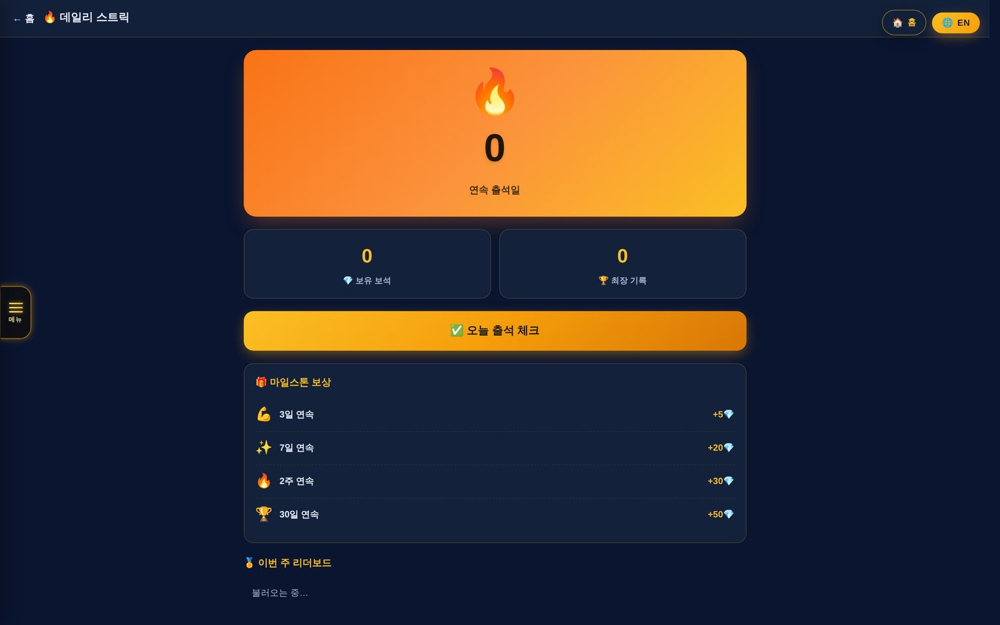 ← 홈 🔥 데일리 스트릭
🏠 홈
🌐 EN
🔥
0
연속 출석일
0
💎 보유 보석
0
🏆 최장 기록
메뉴
✅ 오늘 출석 체크
🎁 마일스톤 보상
💪 3일 연속 +5💎
✨ 7일 연속 +20💎
🔥 2주 연속 +30💎
🏆 30일 연속 +50💎
🏅 이번 주 리더보드
불러오는 중...